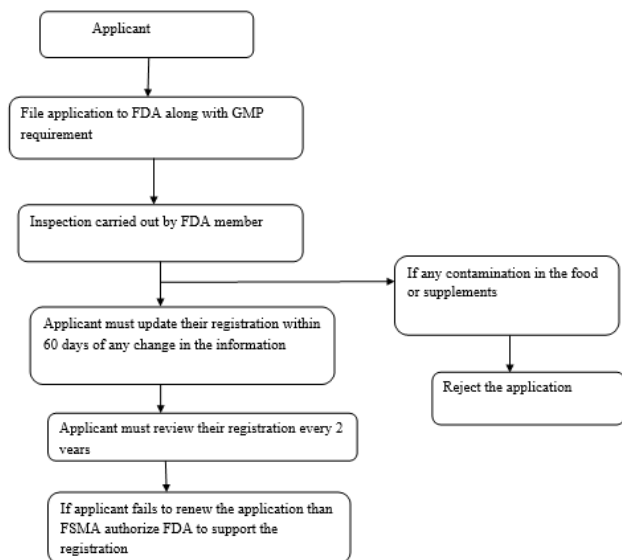 Applicant
File application to FDA along with GMP
requirement
Inspection carried out by FDA member
If any contamination in the food
or supplements
Applicant must update their registration within
60 days of any change in the information
Reject the application
Applicant must review their registration every 2
years
If applicant fails to renew the application than
FSMA authorize FDA to support the
registration